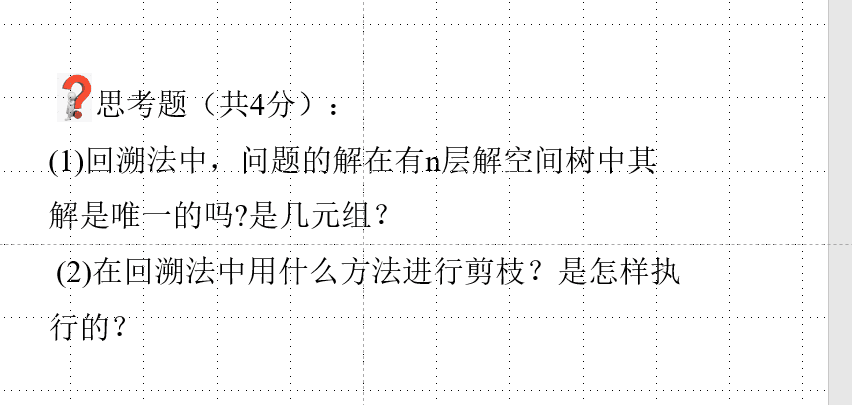 思考题（共4分）：
(1)回溯法中，问题的解在有n层解空间树中其
解是唯一的吗?是几元组？
(2)在回溯法中用什么方法进行剪枝？是怎样执
行的？